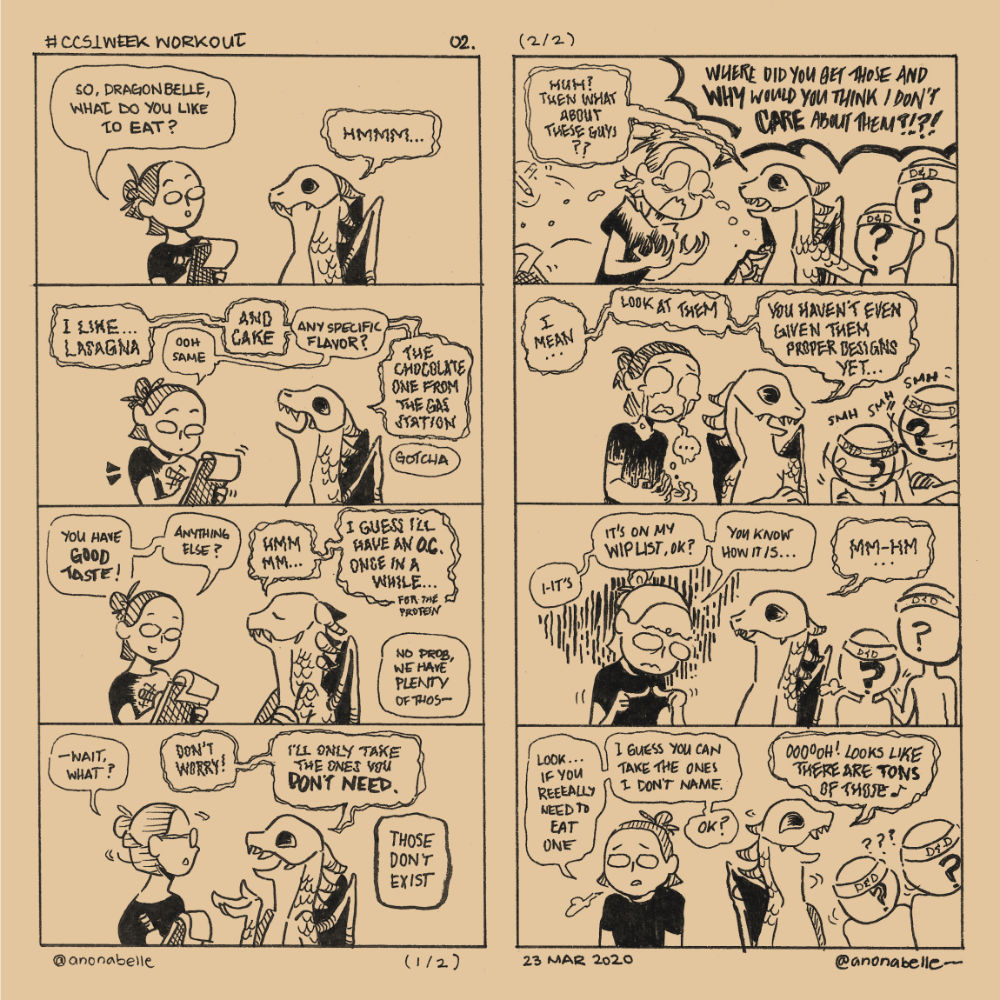 #CCS1WEEK WORKOUT
02.
SO, DRAGONBELLE,
WHAT DO YOU LIKE
TO EAT?
HMMM...
I LIKE...
LASAGNA
OOH
SAME
AND
CAKE
ANY SPECIFIC
FLAVOR?
THE
CHOCOLATE
ONE FROM
THE GAS
STATION
GOTCHA
YOU HAVE
GOOD
TASTE!
ANYTHING
ELSE?
HMM
MM...
I GUESS I'LL
HAVE AN O.C.
ONCE IN A
WHILE...
FOR THE
PROTEIN
NO PROB,
WE HAVE
PLENTY
OF THOS—
—WAIT,
WHAT?
DON'T
WORRY!
I'LL ONLY TAKE
THE ONES YOU
DON'T NEED.
THOSE
DON'T
EXIST
@anonabelle
(1/2)
(2/2)
HUH?
THEN WHAT
ABOUT
THESE GUYS
??
WHERE DID YOU GET THOSE AND
WHY WOULD YOU THINK I DON'T
CARE ABOUT THEM?!?!
D&D
?
D&D
?
I
MEAN
...
LOOK AT THEM
YOU HAVEN'T EVEN
GIVEN THEM
PROPER DESIGNS
YET...
...
SMH SMH SMH
D&D
?
D&D
?
I-IT'S
IT'S ON MY
WIP LIST, OK?
YOU KNOW
HOW IT IS...
MM-HM
...
D&D
?
D&D
?
LOOK...
IF YOU
REEEALLY
NEED TO
EAT
ONE
I GUESS YOU CAN
TAKE THE ONES
I DON'T NAME.
OK?
OOOOOH! LOOKS LIKE
THERE ARE TONS
OF THOSE ♪
???
D&D
?
D&D
?
23 MAR 2020
@anonabelle—